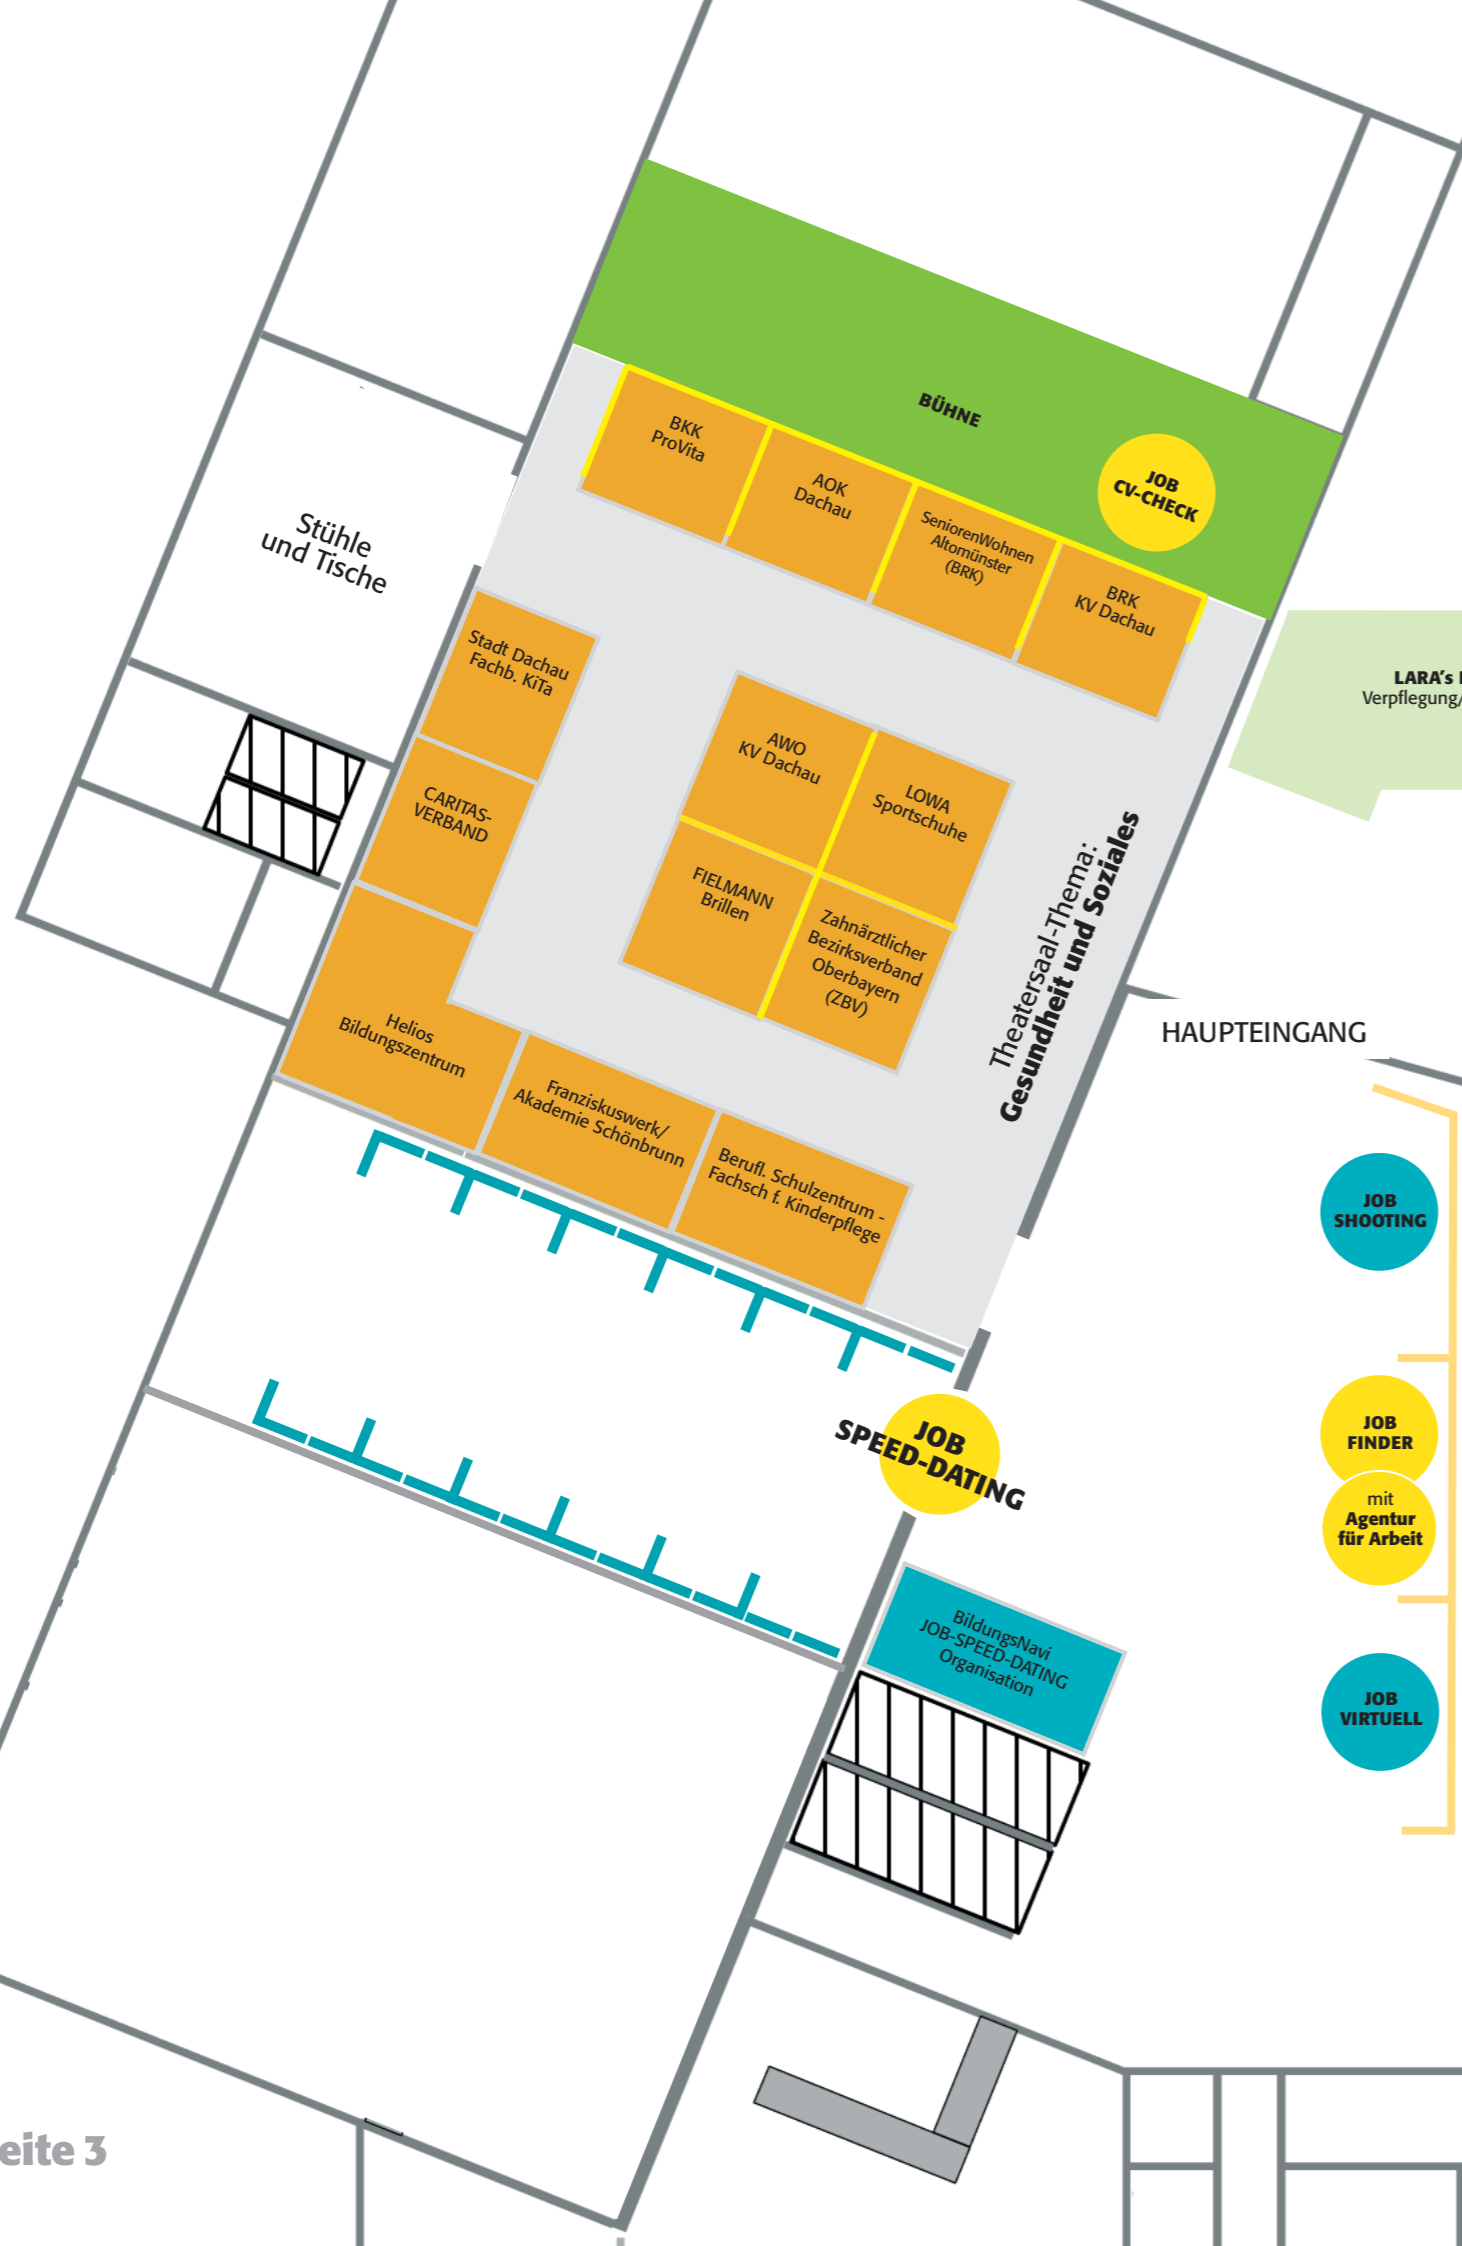 BÜHNE
JOB
CV-CHECK
BKK
ProVita
AOK
Dachau
SeniorenWohnen
Altomünster
(BRK)
BRK
KV Dachau
Stühle
und Tische
Stadt Dachau
Fachb. KiTa
CARITAS-
VERBAND
Helios
Bildungszentrum
AWO
KV Dachau
LOWA
Sportschuhe
FIELMANN
Brillen
Zahnärztlicher
Bezirksverband
Oberbayern
(ZBV)
Franziskuswerk/
Akademie Schönbrunn
Berufl. Schulzentrum -
Fachsch f. Kinderpflege
Theatersaal-Thema:
Gesundheit und Soziales
LARA’s
Verpflegung/
HAUPTEINGANG
JOB
SHOOTING
JOB
FINDER
mit
Agentur
für Arbeit
JOB
VIRTUELL
JOB
SPEED-DATING
BildungsNavi
JOB-SPEED-DATING
Organisation
eite 3